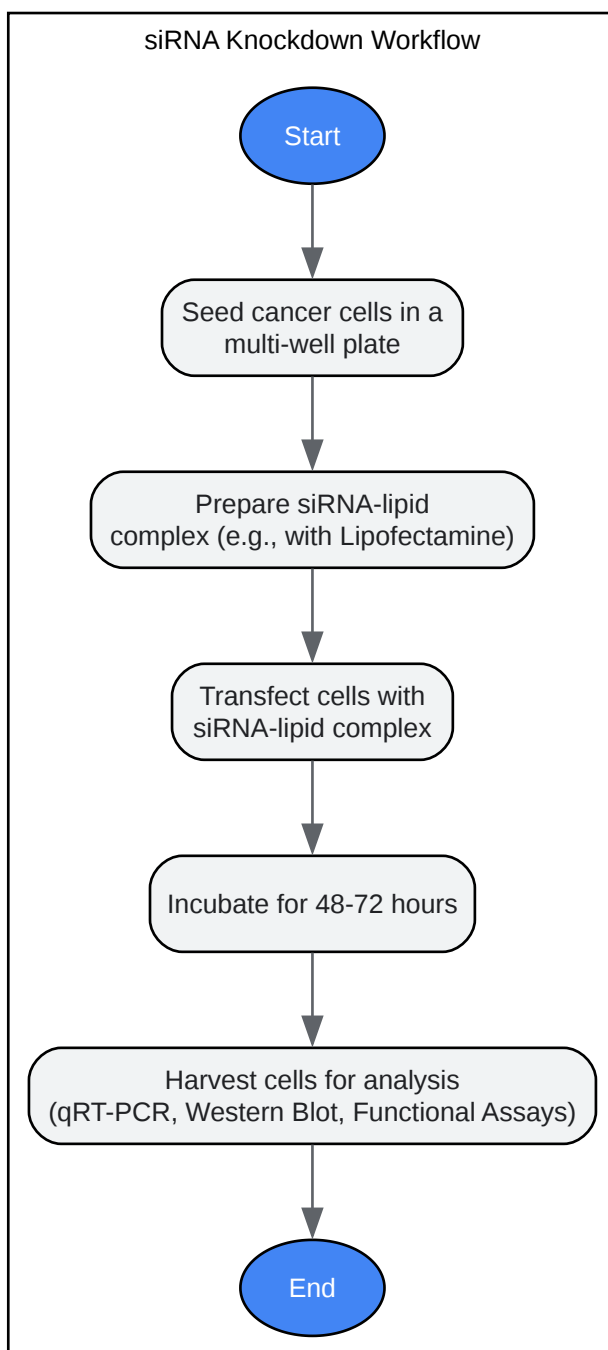 siRNA Knockdown Workflow
Start
Seed cancer cells in a
multi-well plate
Prepare siRNA-lipid
complex (e.g., with Lipofectamine)
Transfect cells with
siRNA-lipid complex
Incubate for 48-72 hours
Harvest cells for analysis
(qRT-PCR, Western Blot, Functional Assays)
End